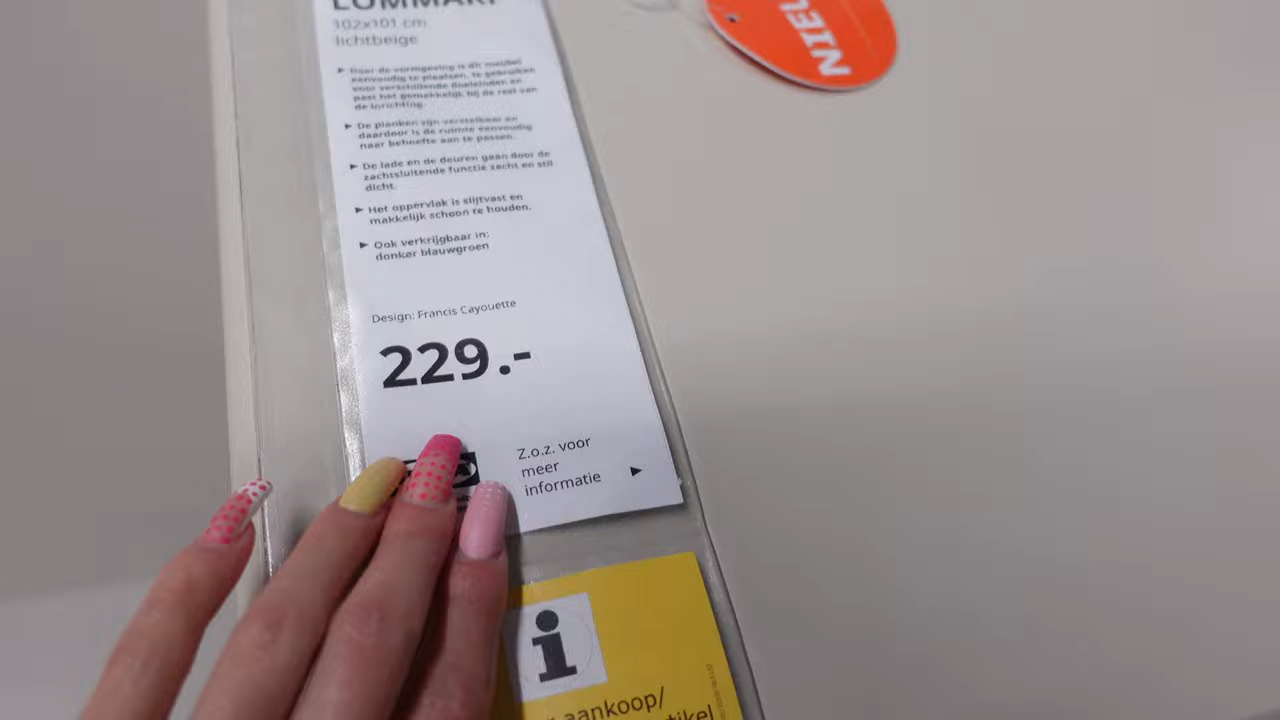 LOMMARP
102x101 cm
lichtbeige
► Door de vormgeving is dit meubel
eenvoudig te plaatsen, te gebruiken
voor verschillende doeleinden en
past het gemakkelijk bij de rest van
de inrichting.
► De planken zijn verstelbaar en
daardoor is de ruimte eenvoudig
naar behoefte aan te passen.
► De lade en de deuren gaan door de
zachtsluitende functie zacht en stil
dicht.
► Het oppervlak is slijtvast en
makkelijk schoon te houden.
► Ook verkrijgbaar in:
donker blauwgroen
Design: Francis Cayouette
229.-
Z.o.z. voor
meer
informatie ►
i
aankoop/
NIEU